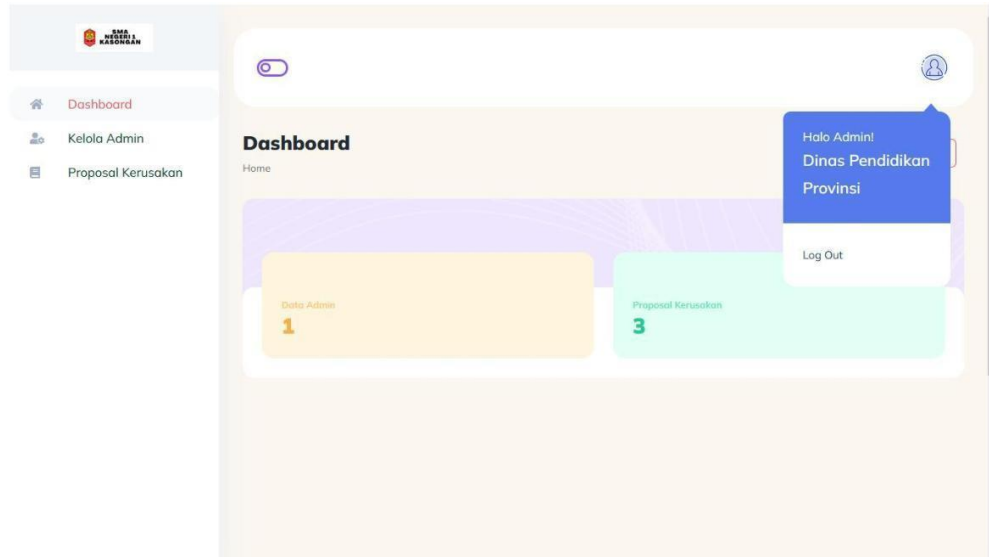 SMA
NEGERI 1
KASONGAN
Dashboard
Kelola Admin
Proposal Kerusakan
Dashboard
Home
Halo Admin!
Dinas Pendidikan
Provinsi
Log Out
Data Admin
1
Proposal Kerusakan
3